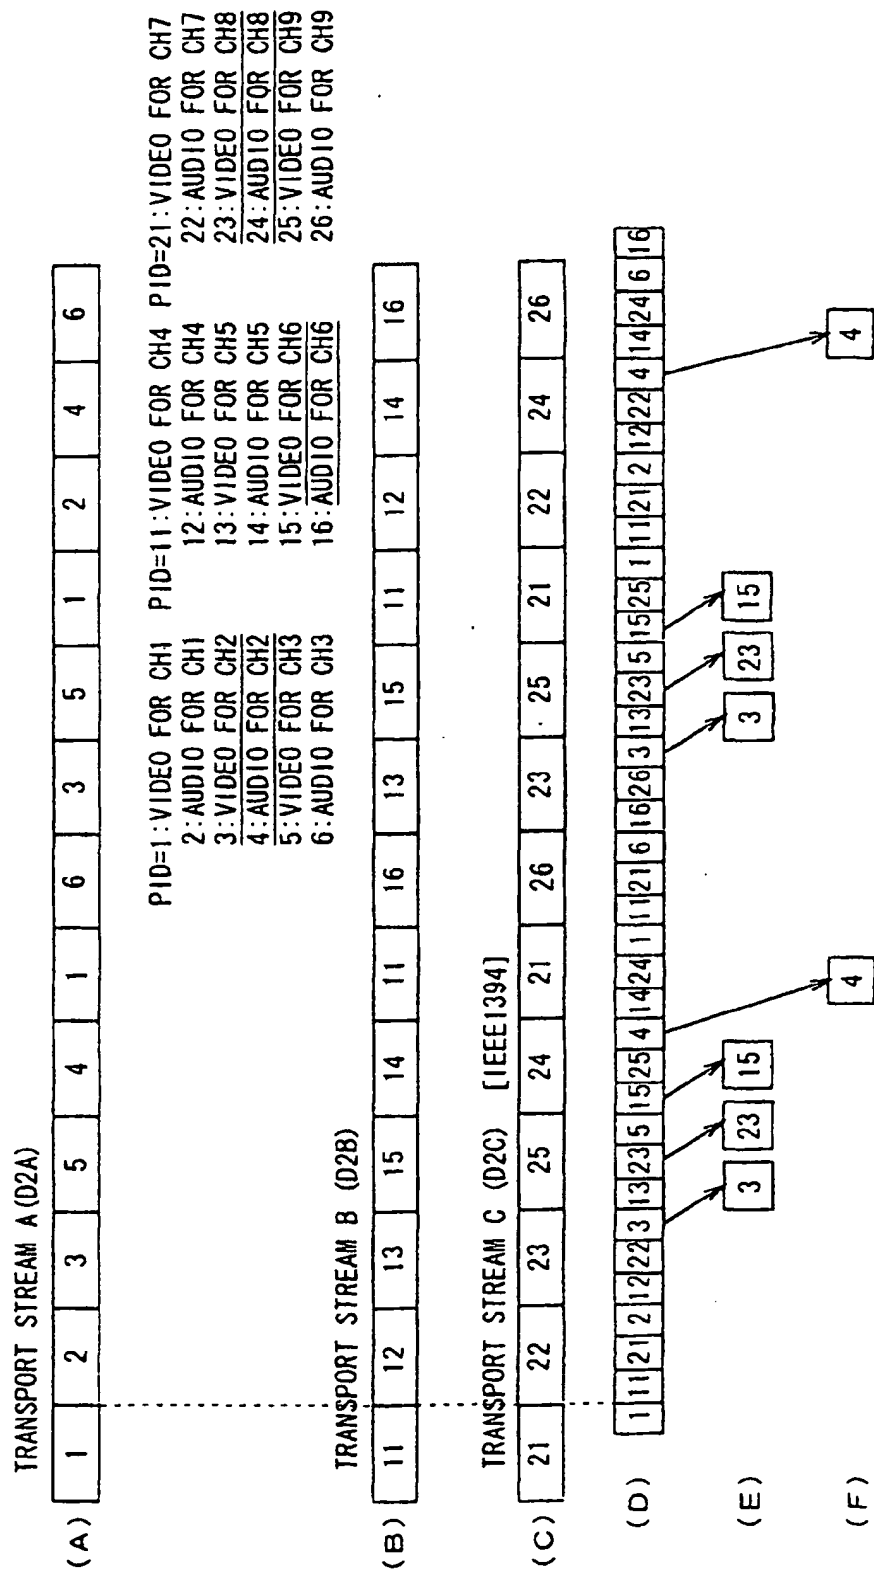 TRANSPORT STREAM A (D2A)
(A) 1 2 3 5 4 1 6 3 5 1 2 4 6
PID=1:VIDEO FOR CH1 PID=11:VIDEO FOR CH4 PID=21:VIDEO FOR CH7
2:AUDIO FOR CH1 12:AUDIO FOR CH4 22:AUDIO FOR CH7
3:VIDEO FOR CH2 13:VIDEO FOR CH5 23:VIDEO FOR CH8
4:AUDIO FOR CH2 14:AUDIO FOR CH5 24:AUDIO FOR CH8
5:VIDEO FOR CH3 15:VIDEO FOR CH6 25:VIDEO FOR CH9
6:AUDIO FOR CH3 16:AUDIO FOR CH6 26:AUDIO FOR CH9
TRANSPORT STREAM B (D2B)
(B) 11 12 13 15 14 11 16 13 15 11 12 14 16
TRANSPORT STREAM C (D2C) [IEEE1394]
(C) 21 22 23 25 24 21 26 23 25 21 22 24 26
(D) 1 11 21 2 12 22 3 13 23 5 15 25 4 14 24 1 11 21 6 16 26 3 13 23 5 15 25 1 11 21 2 12 22 4 14 24 6 16
(E) 3 23 15 3 23 15
(F) 4 4